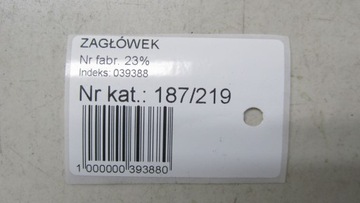 ZAGŁÓWEK
Nr fabr. 23%
Indeks: 039388
Nr kat.: 187/219
1 000000 393880